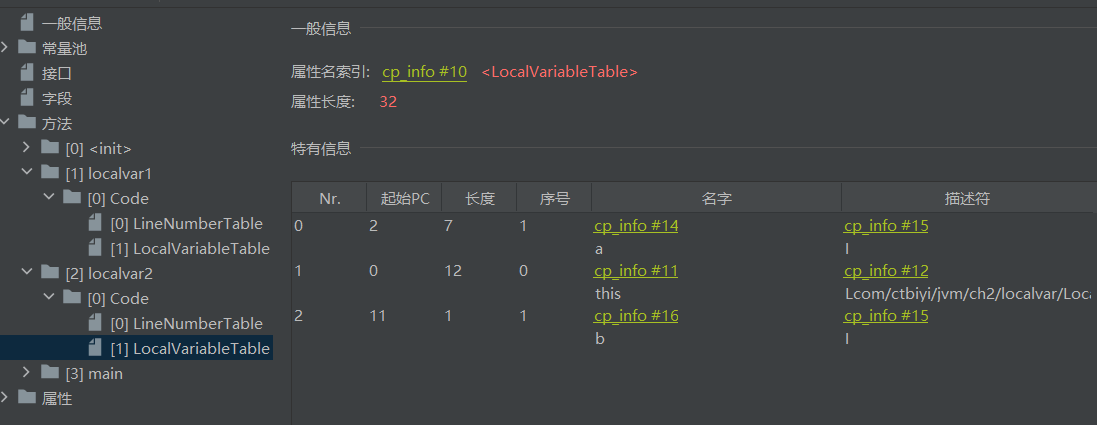 一般信息
常量池
接口
字段
方法
[0] <init>
[1] localvar1
[0] Code
[0] LineNumberTable
[1] LocalVariableTable
[2] localvar2
[0] Code
[0] LineNumberTable
[1] LocalVariableTable
[3] main
属性
一般信息
属性名索引: cp_info #10 <LocalVariableTable>
属性长度: 32
特有信息
Nr. 起始PC 长度 序号 名字 描述符
0 2 7 1 cp_info #14 cp_info #15
a I
1 0 12 0 cp_info #11 cp_info #12
this Lcom/ctbiyi/jvm/ch2/localvar/Loca
2 11 1 1 cp_info #16 cp_info #15
b I